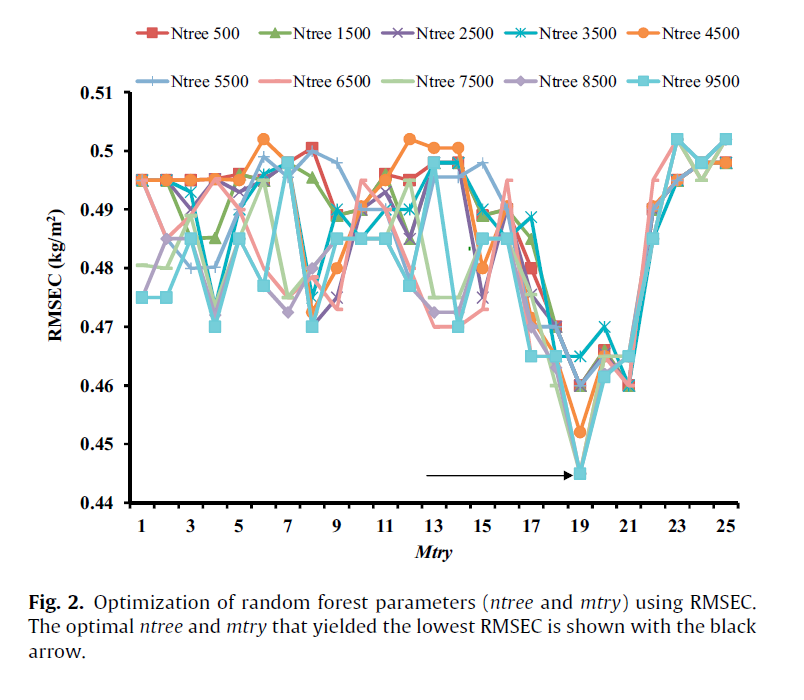 Ntree 500 Ntree 1500 Ntree 2500 Ntree 3500 Ntree 4500
Ntree 5500 Ntree 6500 Ntree 7500 Ntree 8500 Ntree 9500
0.51
0.5
0.49
0.48
0.47
0.46
0.45
0.44
RMSEC (kg/m²)
1 3 5 7 9 11 13 15 17 19 21 23 25
Mtry
Fig. 2. Optimization of random forest parameters (ntree and mtry) using RMSEC.
The optimal ntree and mtry that yielded the lowest RMSEC is shown with the black
arrow.